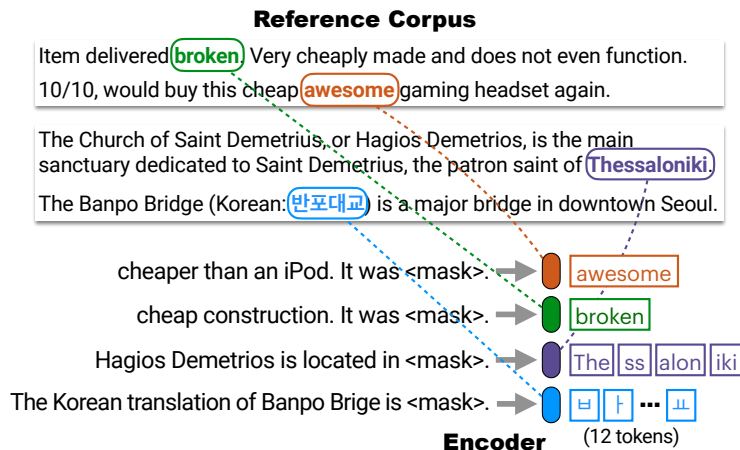 Reference Corpus
Item delivered broken. Very cheaply made and does not even function.
10/10, would buy this cheap awesome gaming headset again.
The Church of Saint Demetrius, or Hagios Demetrios, is the main
sanctuary dedicated to Saint Demetrius, the patron saint of Thessaloniki.
The Banpo Bridge (Korean: 반포대교) is a major bridge in downtown Seoul.
cheaper than an iPod. It was <mask>. awesome
cheap construction. It was <mask>. broken
Hagios Demetrios is located in <mask>. The ss alon iki
The Korean translation of Banpo Brige is <mask>. ㅂ ㅏ ... ㅛ
Encoder (12 tokens)